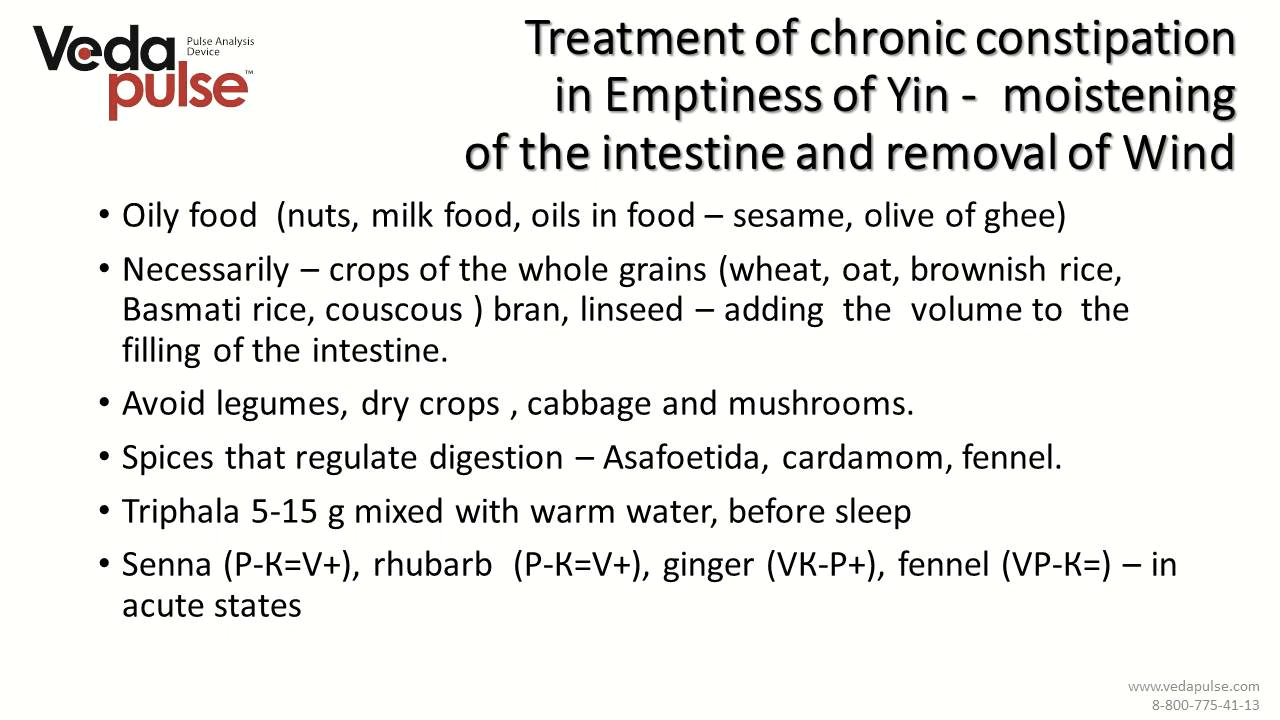 Veda
pulse™
Pulse Analysis
Device
Treatment of chronic constipation
in Emptiness of Yin - moistening
of the intestine and removal of Wind
• Oily food (nuts, milk food, oils in food – sesame, olive of ghee)
• Necessarily – crops of the whole grains (wheat, oat, brownish rice,
Basmati rice, couscous ) bran, linseed – adding the volume to the
filling of the intestine.
• Avoid legumes, dry crops , cabbage and mushrooms.
• Spices that regulate digestion – Asafoetida, cardamom, fennel.
• Triphala 5-15 g mixed with warm water, before sleep
• Senna (P-K=V+), rhubarb (P-K=V+), ginger (VK-P+), fennel (VP-K=) – in
acute states
www.vedapulse.com
8-800-775-41-13